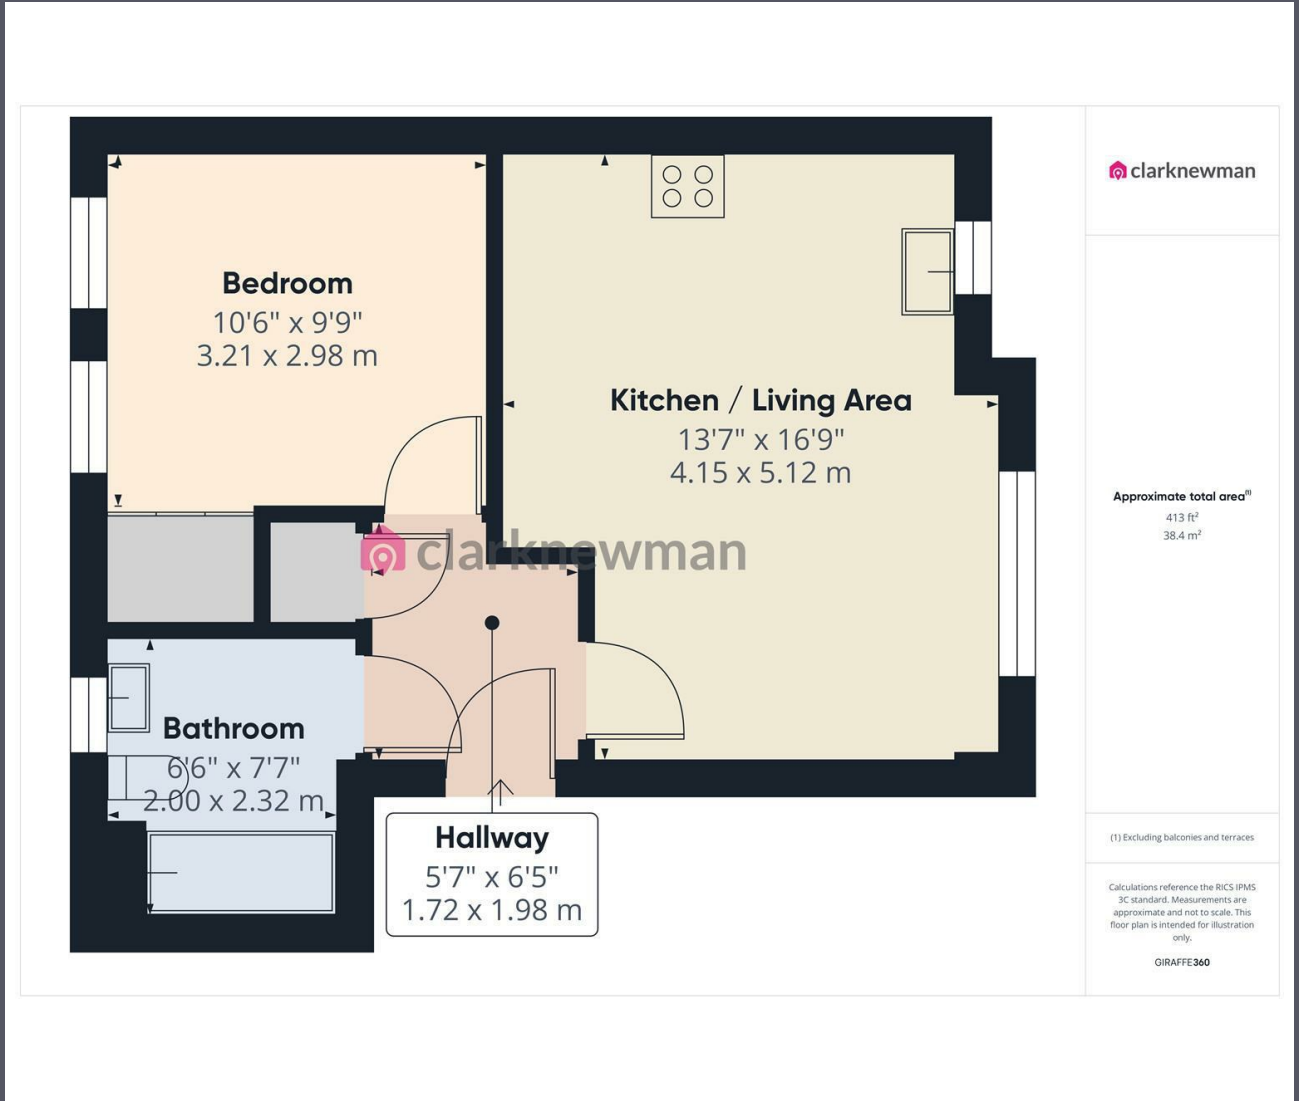 clarknewman
Bedroom
10'6" x 9'9"
3.21 x 2.98 m
Kitchen / Living Area
13'7" x 16'9"
4.15 x 5.12 m
clarknewman
Bathroom
6'6" x 7'7"
2.00 x 2.32 m
Hallway
5'7" x 6'5"
1.72 x 1.98 m
Approximate total area(1)
413 ft²
38.4 m²
(1) Excluding balconies and terraces
Calculations reference the RICS IPMS
3C standard. Measurements are
approximate and not to scale. This
floor plan is intended for illustration
only.
GIRAFFE360